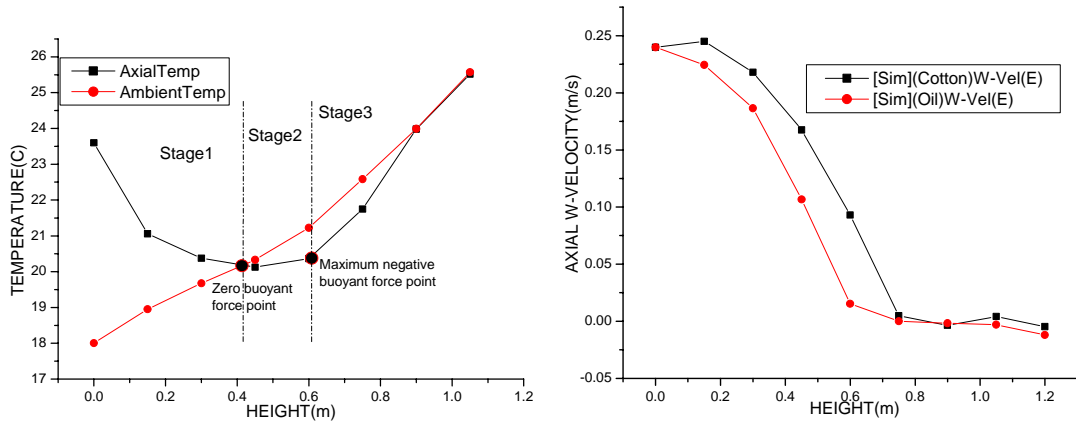 26
25
24
23
22
21
20
19
18
17
TEMPERATURE(C)
AxialTemp
AmbientTemp
Stage1
Stage2
Stage3
Zero buoyant
force point
Maximum negative
buoyant force point
0.0 0.2 0.4 0.6 0.8 1.0 1.2
HEIGHT(m)
0.25
0.20
0.15
0.10
0.05
0.00
-0.05
AXIAL W-VELOCITY(m/s)
[Sim](Cotton)W-Vel(E)
[Sim](Oil)W-Vel(E)
0.0 0.2 0.4 0.6 0.8 1.0 1.2
HEIGHT(m)